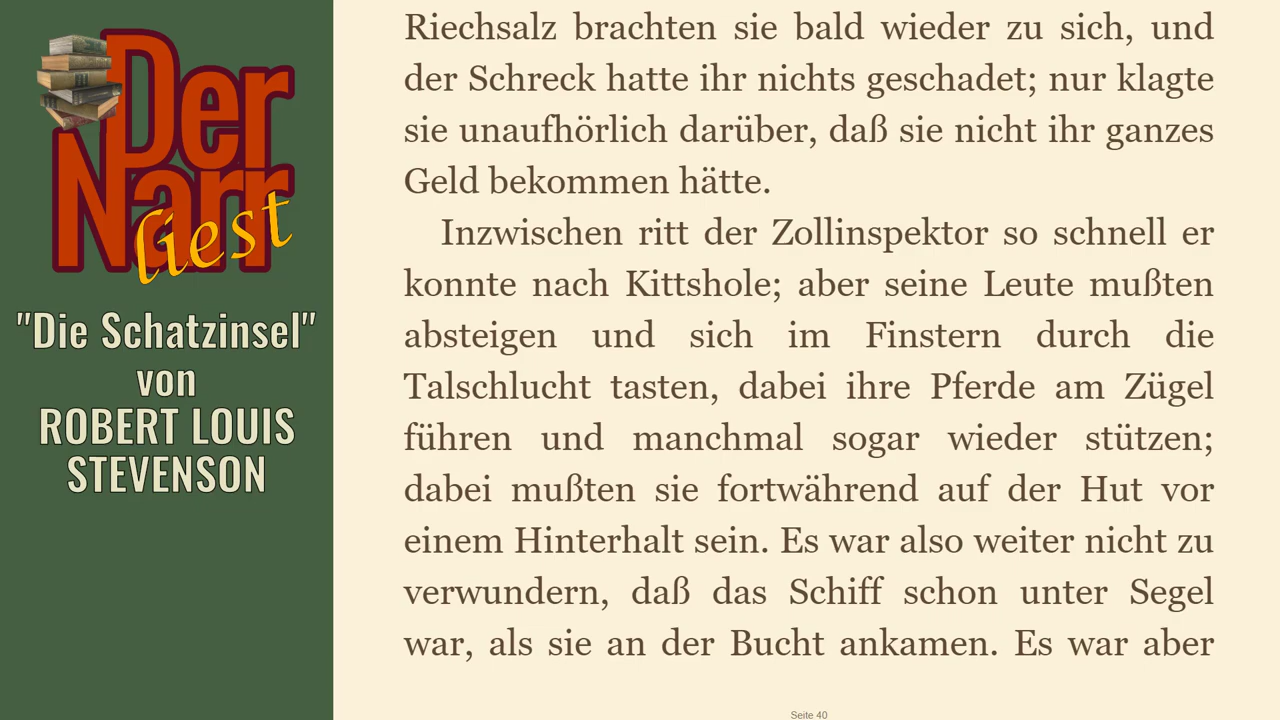 Der
Narr
liest
"Die Schatzinsel"
von
ROBERT LOUIS
STEVENSON
Riechsalz brachten sie bald wieder zu sich, und
der Schreck hatte ihr nichts geschadet; nur klagte
sie unaufhörlich darüber, daß sie nicht ihr ganzes
Geld bekommen hätte.
Inzwischen ritt der Zollinspektor so schnell er
konnte nach Kittshole; aber seine Leute mußten
absteigen und sich im Finstern durch die
Talschlucht tasten, dabei ihre Pferde am Zügel
führen und manchmal sogar wieder stützen;
dabei mußten sie fortwährend auf der Hut vor
einem Hinterhalt sein. Es war also weiter nicht zu
verwundern, daß das Schiff schon unter Segel
war, als sie an der Bucht ankamen. Es war aber
Seite 40